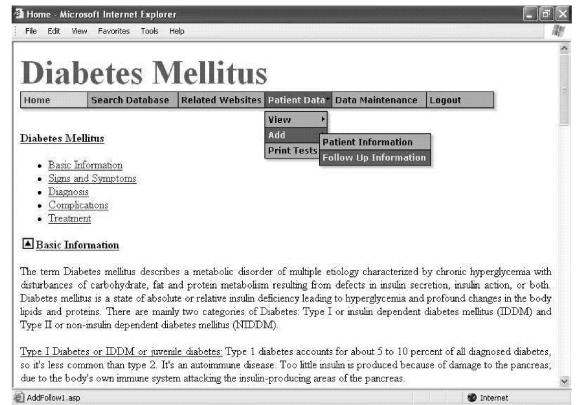 Home - Microsoft Internet Explorer
File Edit View Favorites Tools Help
Diabetes Mellitus
Home Search Database Related Websites Patient Data Data Maintenance Logout
View
Add
Print Tests
Patient Information
Follow Up Information
Diabetes Mellitus
Basic Information
Signs and Symptoms
Diagnosis
Complications
Treatment
Basic Information
The term Diabetes mellitus describes a metabolic disorder of multiple etiology characterized by chronic hyperglycemia with
disturbances of carbohydrate, fat and protein metabolism resulting from defects in insulin secretion, insulin action, or both.
Diabetes mellitus is a state of absolute or relative insulin deficiency leading to hyperglycemia and profound changes in the body
lipids and proteins. There are mainly two categories of Diabetes: Type I or insulin dependent diabetes mellitus (IDDM) and
Type II or non-insulin dependent diabetes mellitus (NIDDM).
Type I Diabetes or IDDM or juvenile diabetes: Type 1 diabetes accounts for about 5 to 10 percent of all diagnosed diabetes,
so it's less common than type 2. It's an autoimmune disease. Too little insulin is produced because of damage to the pancreas;
due to the body's own immune system attacking the insulin-producing areas of the pancreas.
AddFollow1.asp Internet